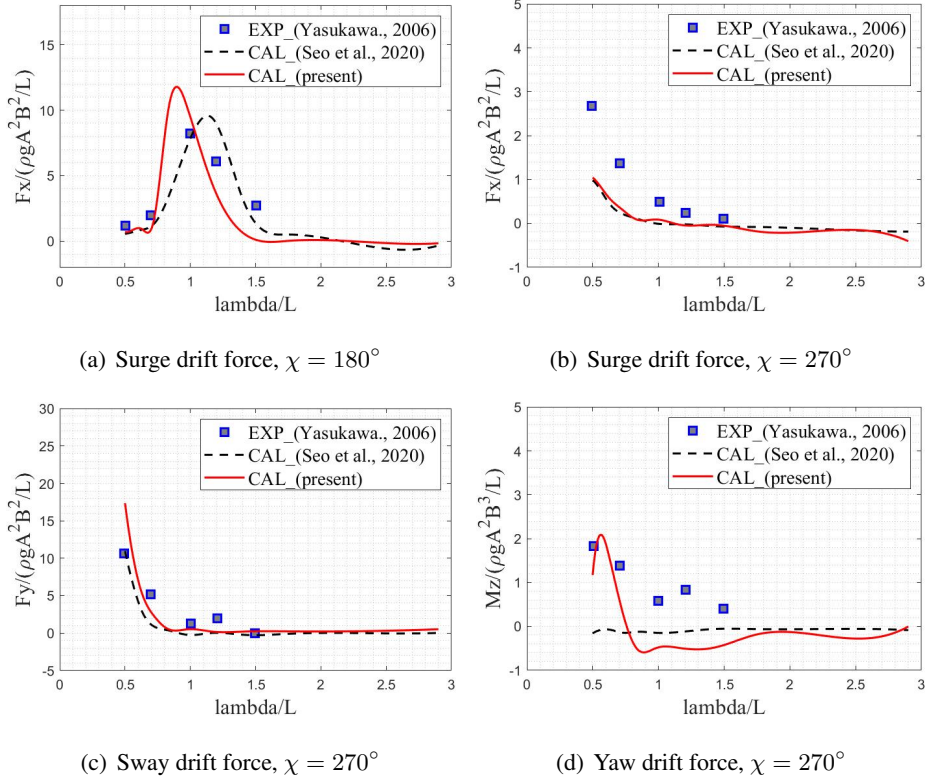 EXP_(Yasukawa., 2006)
CAL_(Seo et al., 2020)
CAL_(present)
Fx/(ρgA²B²/L)
15
10
5
0
0 0.5 1 1.5 2 2.5 3
lambda/L
(a) Surge drift force, χ = 180°
EXP_(Yasukawa., 2006)
CAL_(Seo et al., 2020)
CAL_(present)
Fx/(ρgA²B²/L)
5
4
3
2
1
0
-1
0 0.5 1 1.5 2 2.5 3
lambda/L
(b) Surge drift force, χ = 270°
EXP_(Yasukawa., 2006)
CAL_(Seo et al., 2020)
CAL_(present)
Fy/(ρgA²B²/L)
30
25
20
15
10
5
0
-5
0 0.5 1 1.5 2 2.5 3
lambda/L
(c) Sway drift force, χ = 270°
EXP_(Yasukawa., 2006)
CAL_(Seo et al., 2020)
CAL_(present)
Mz/(ρgA²B³/L)
5
4
3
2
1
0
-1
0 0.5 1 1.5 2 2.5 3
lambda/L
(d) Yaw drift force, χ = 270°